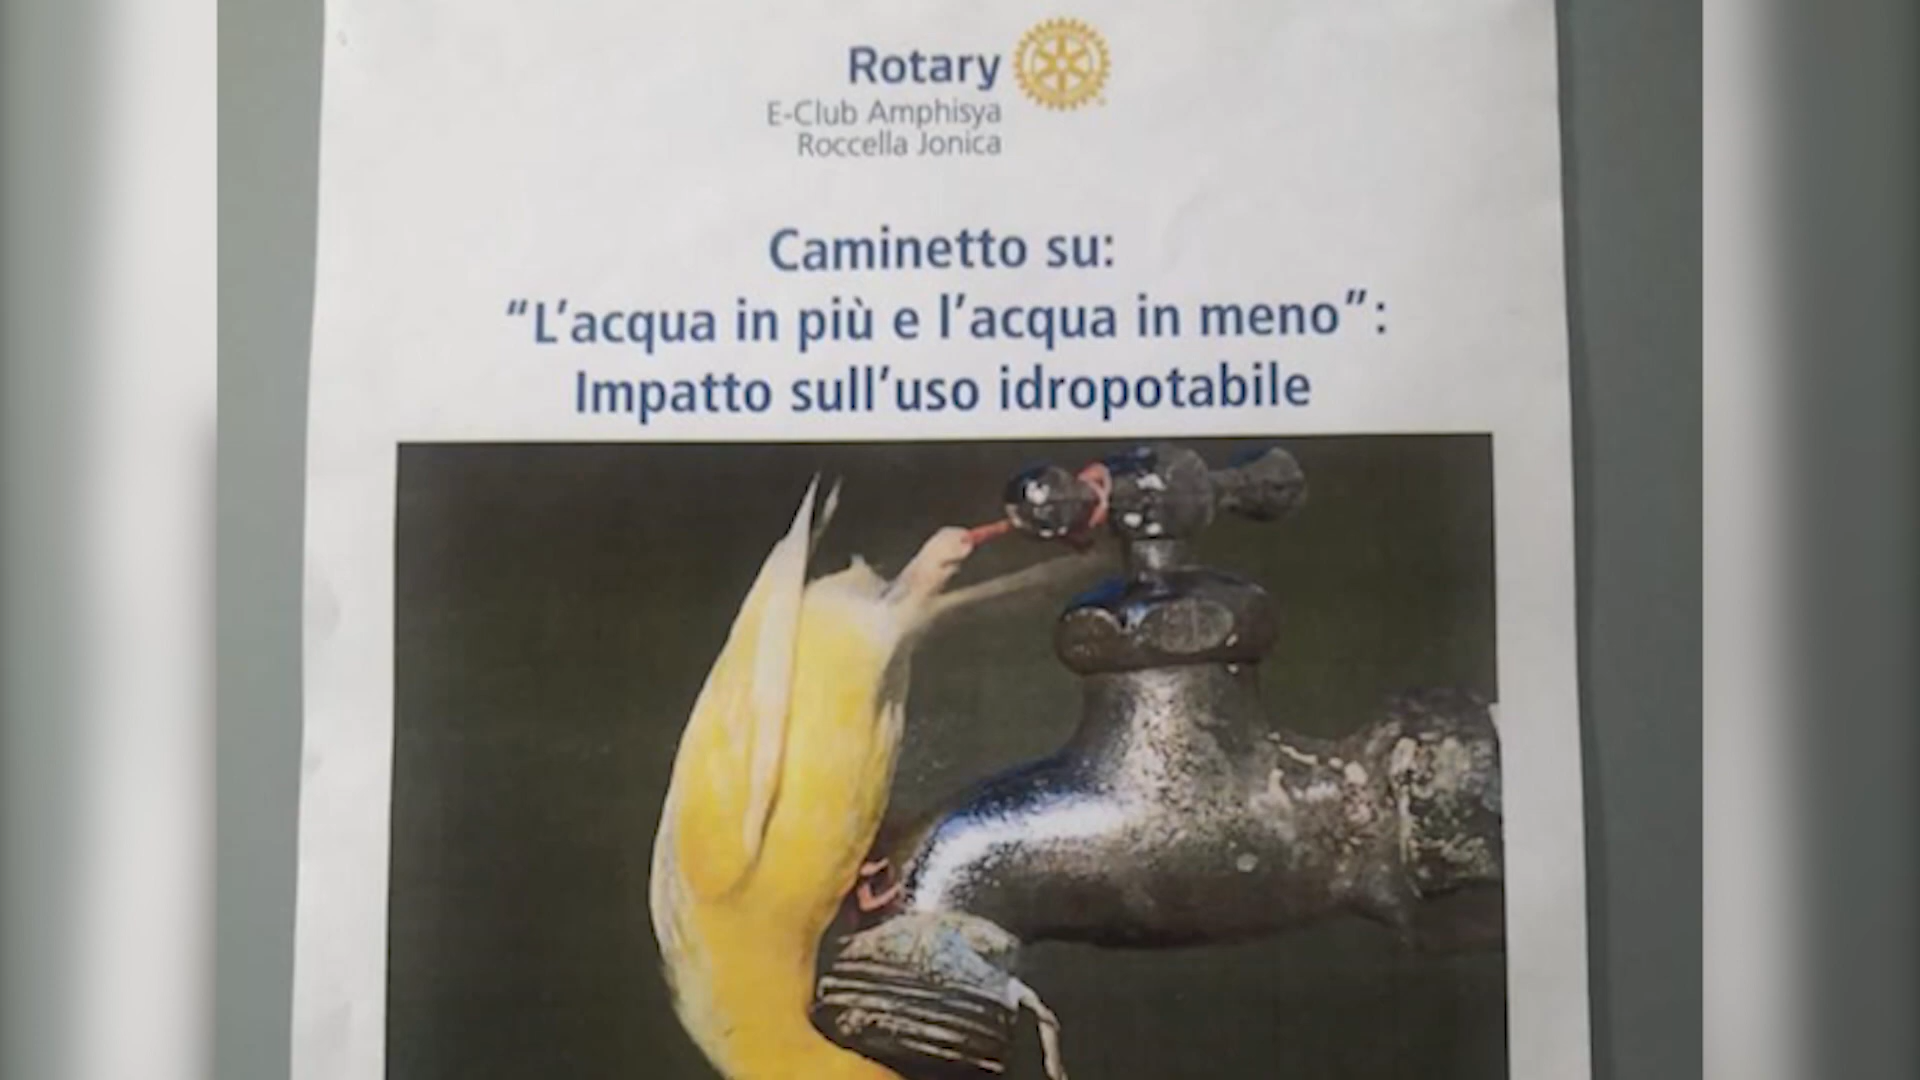 Rotary
E-Club Amphisya
Roccella Jonica
Caminetto su:
“L’acqua in più e l’acqua in meno”:
Impatto sull’uso idropotabile